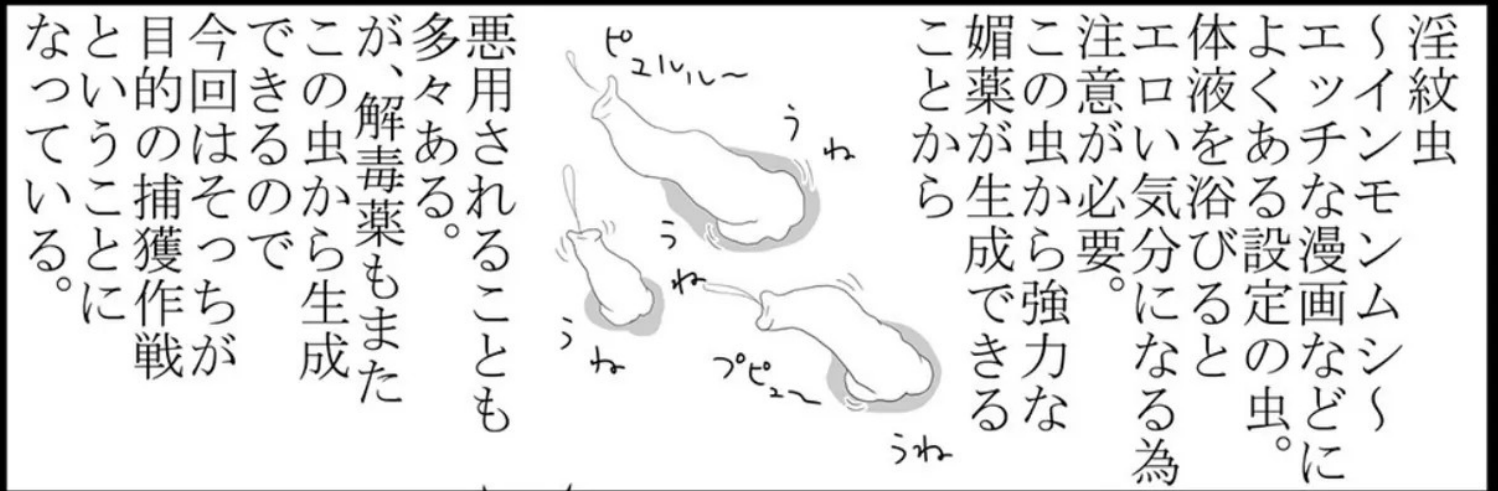 淫紋虫
～インモンムシ～
エッチな漫画などに
よくある設定の虫。
体液を浴びると
エロい気分になる為
注意が必要。
この虫から強力な
媚薬が生成できる
ことから
ピュルル～
うね
うね
うね
プピュ～
うね
悪用されることも
多々ある。
が、解毒薬もまた
この虫から生成
できるので
今回はそっちが
目的の捕獲作戦
ということに
なっている。